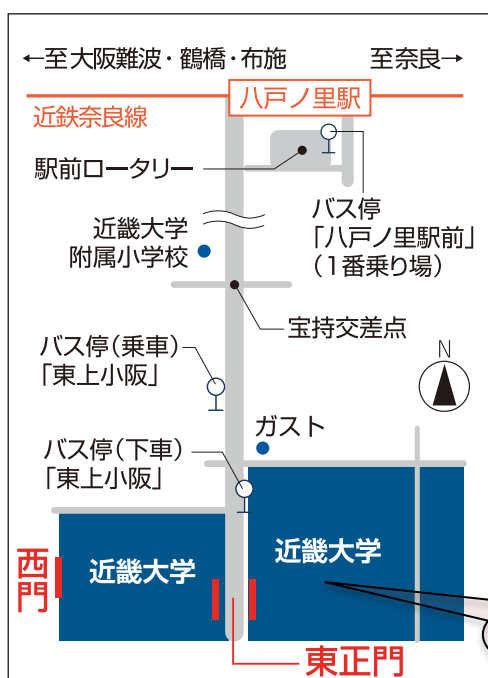 ←至大阪難波・鶴橋・布施
至奈良→
八戸ノ里駅
近鉄奈良線
駅前ロータリー
バス停
「八戸ノ里駅前」
(1番乗り場)
近畿大学
附属小学校
宝持交差点
バス停(乗車)
「東上小阪」
N
ガスト
バス停(下車)
「東上小阪」
西門
近畿大学
近畿大学
東正門